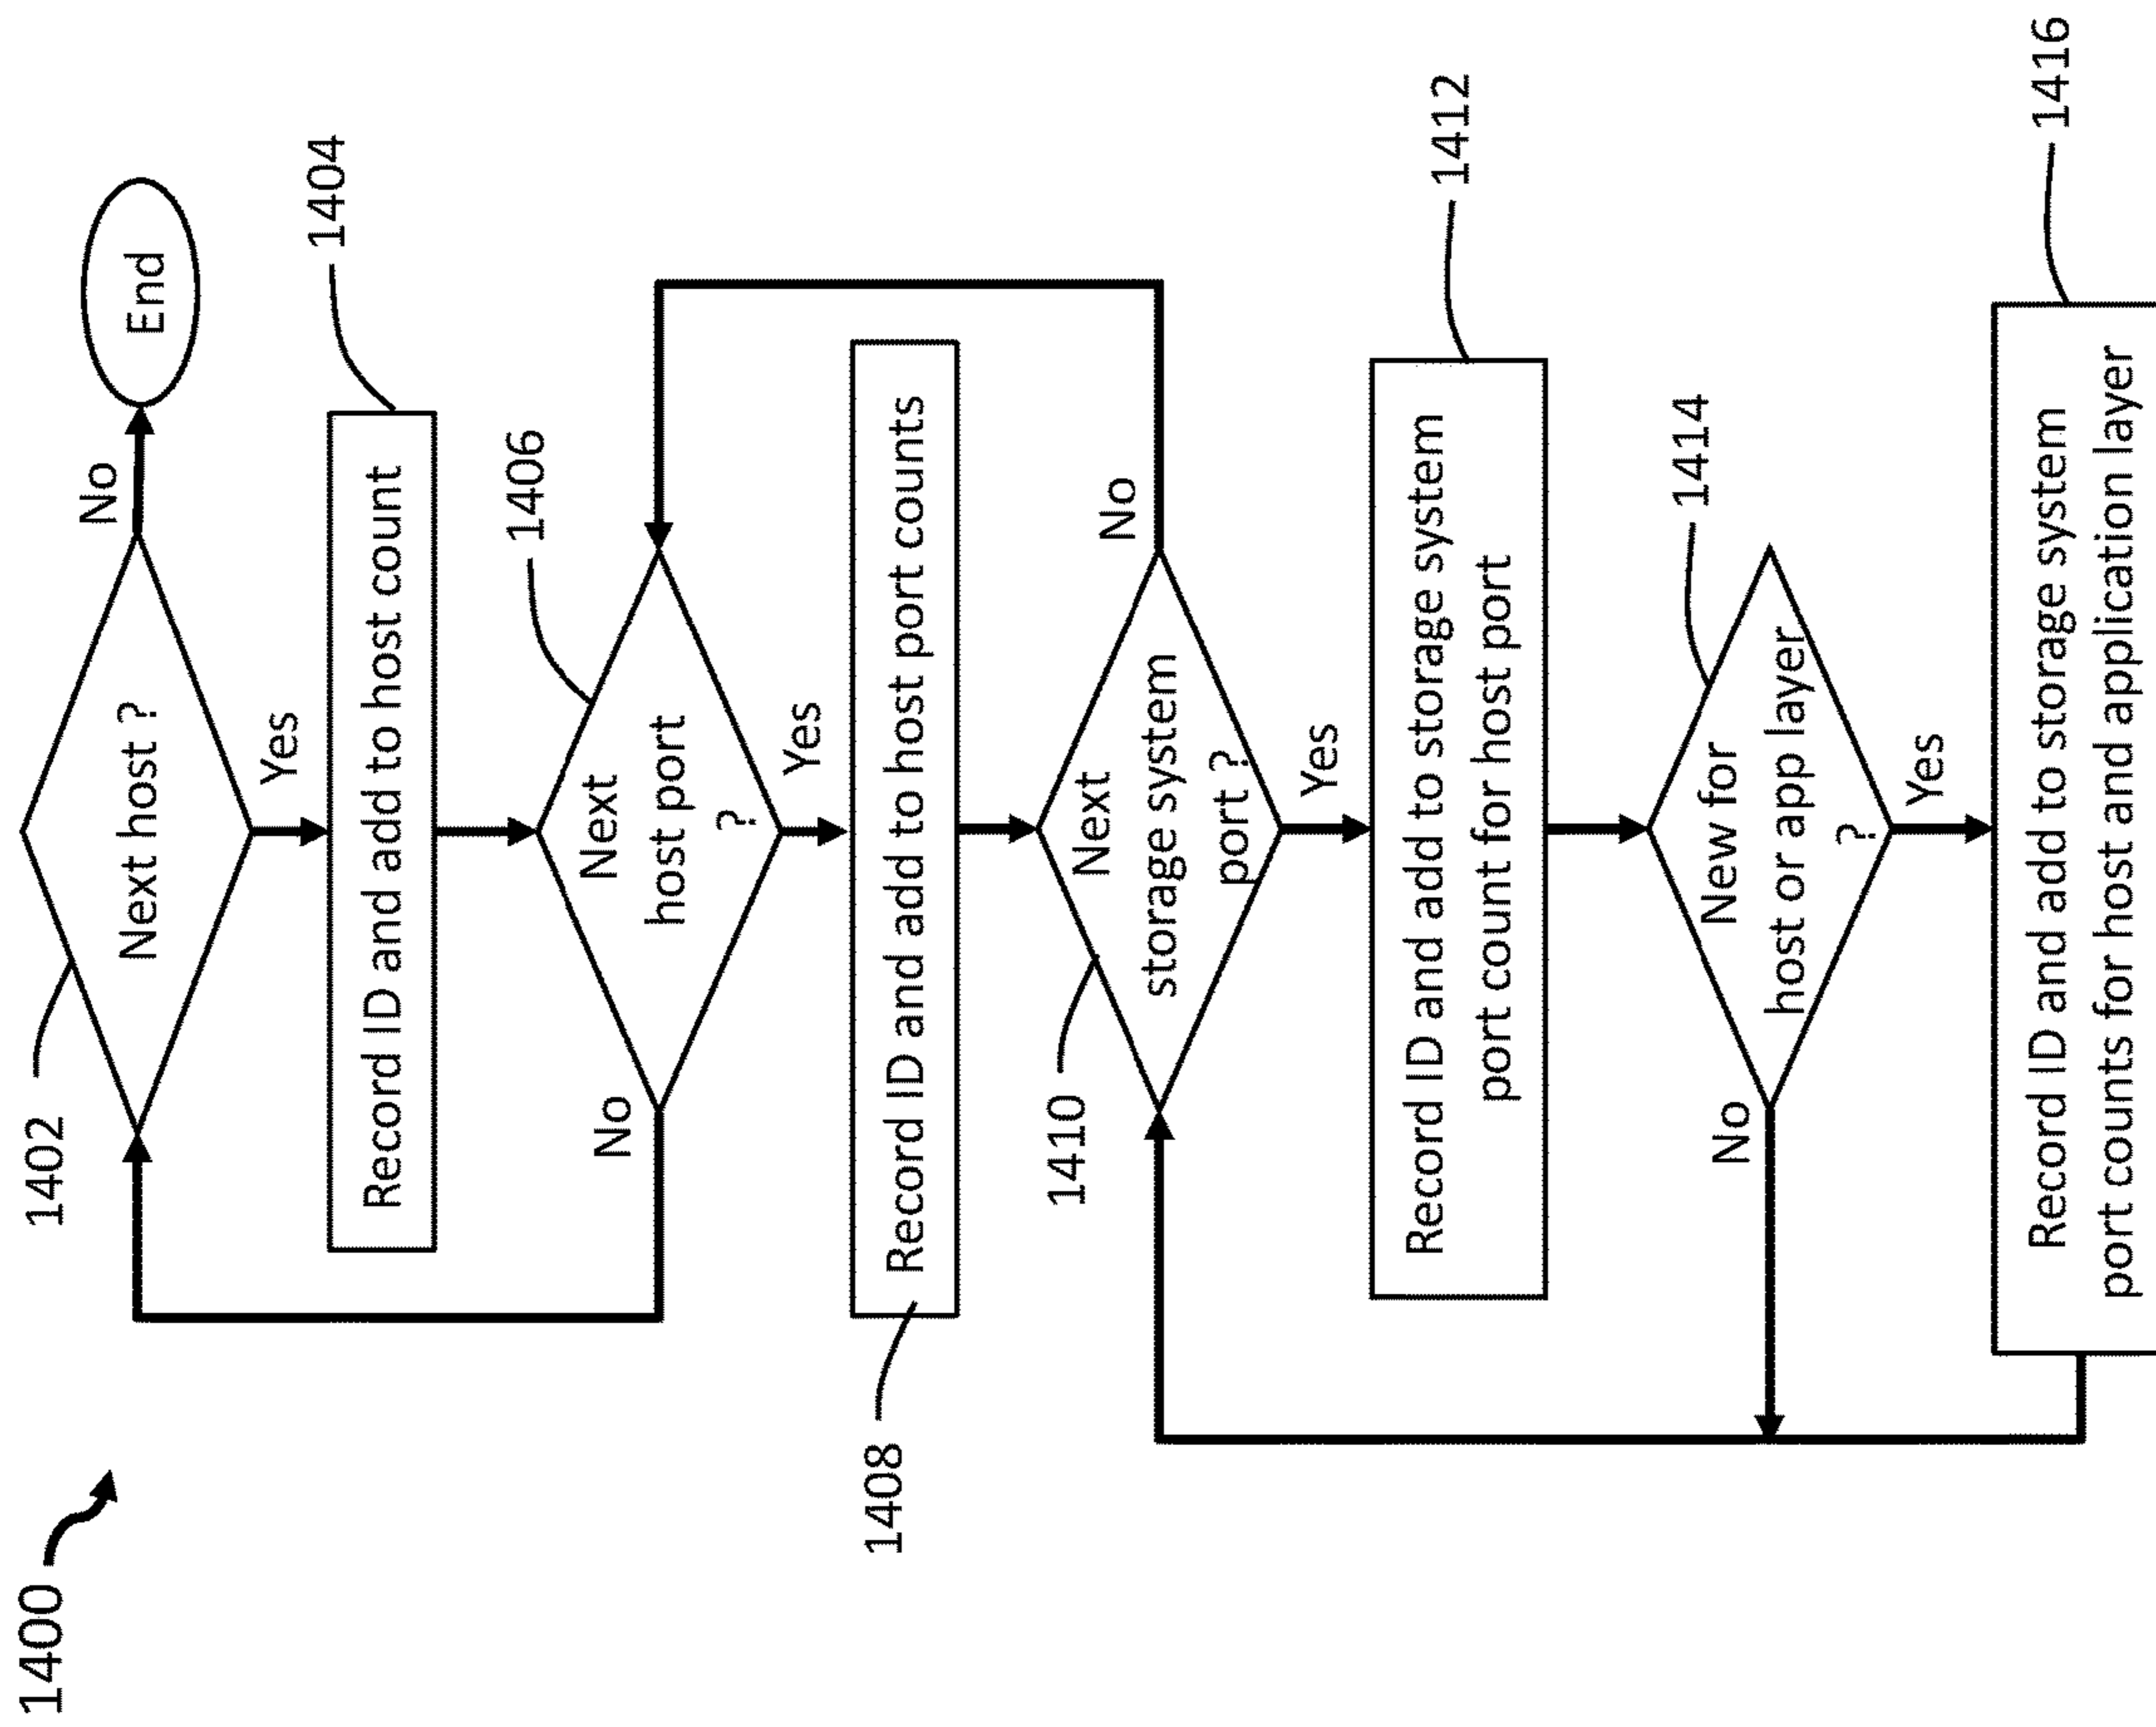 1400
1402
Next host ?
No
End
Yes
1404
Record ID and add to host count
1406
Next
host port
?
No
Yes
1408
Record ID and add to host port counts
1410
Next
storage system
port ?
No
Yes
1412
Record ID and add to storage system
port count for host port
1414
New for
host or app layer
?
No
Yes
1416
Record ID and add to storage system
port counts for host and application layer